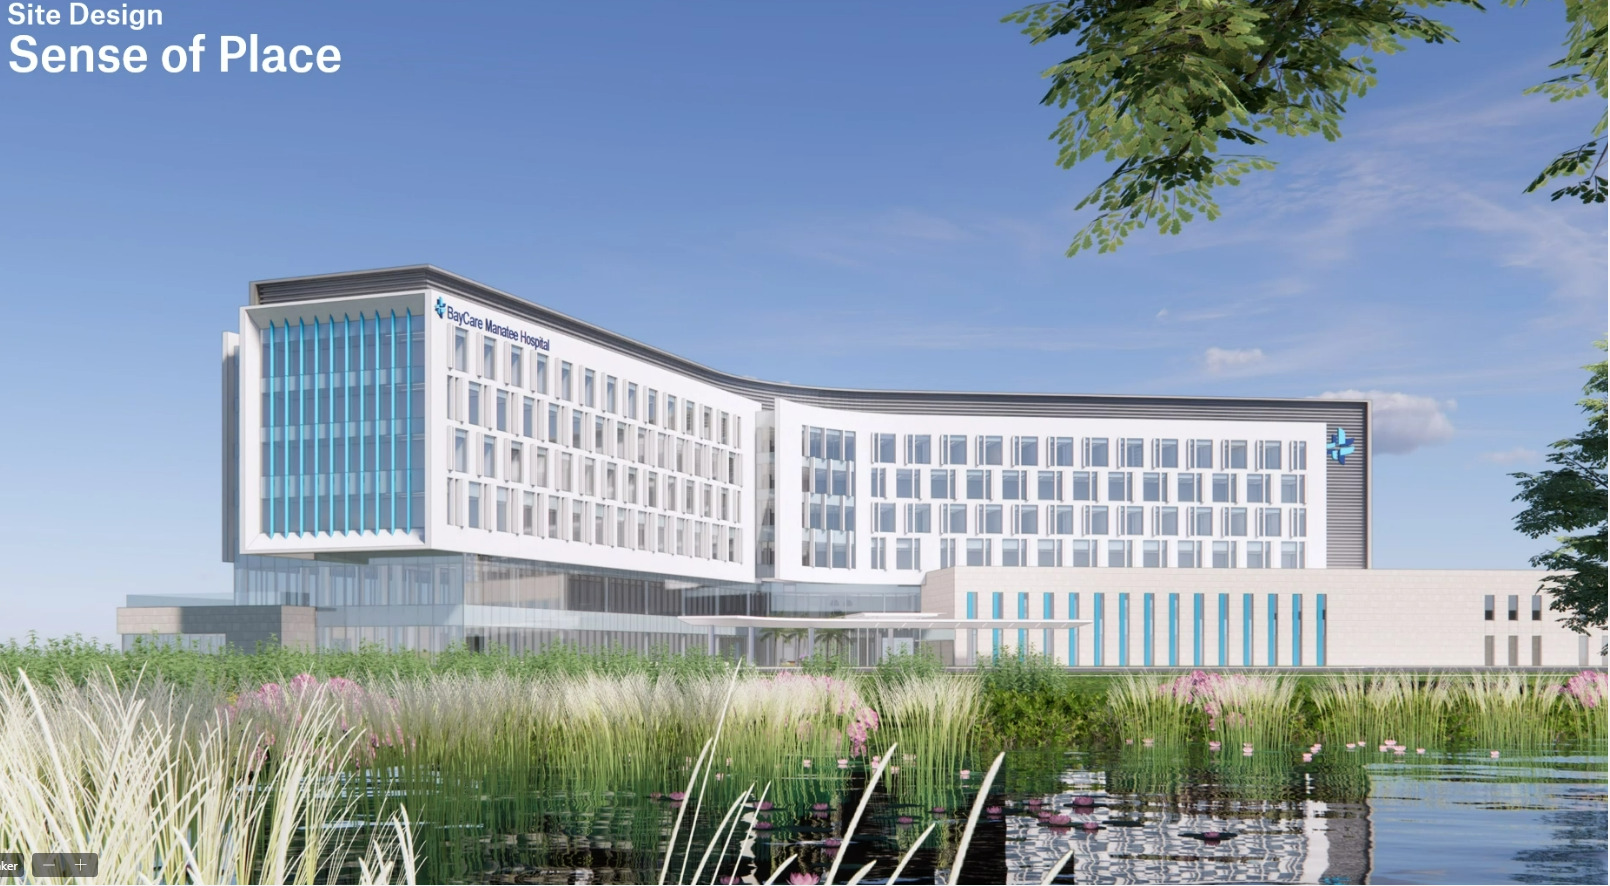 Site Design
Sense of Place
BayCare Manatee Hospital